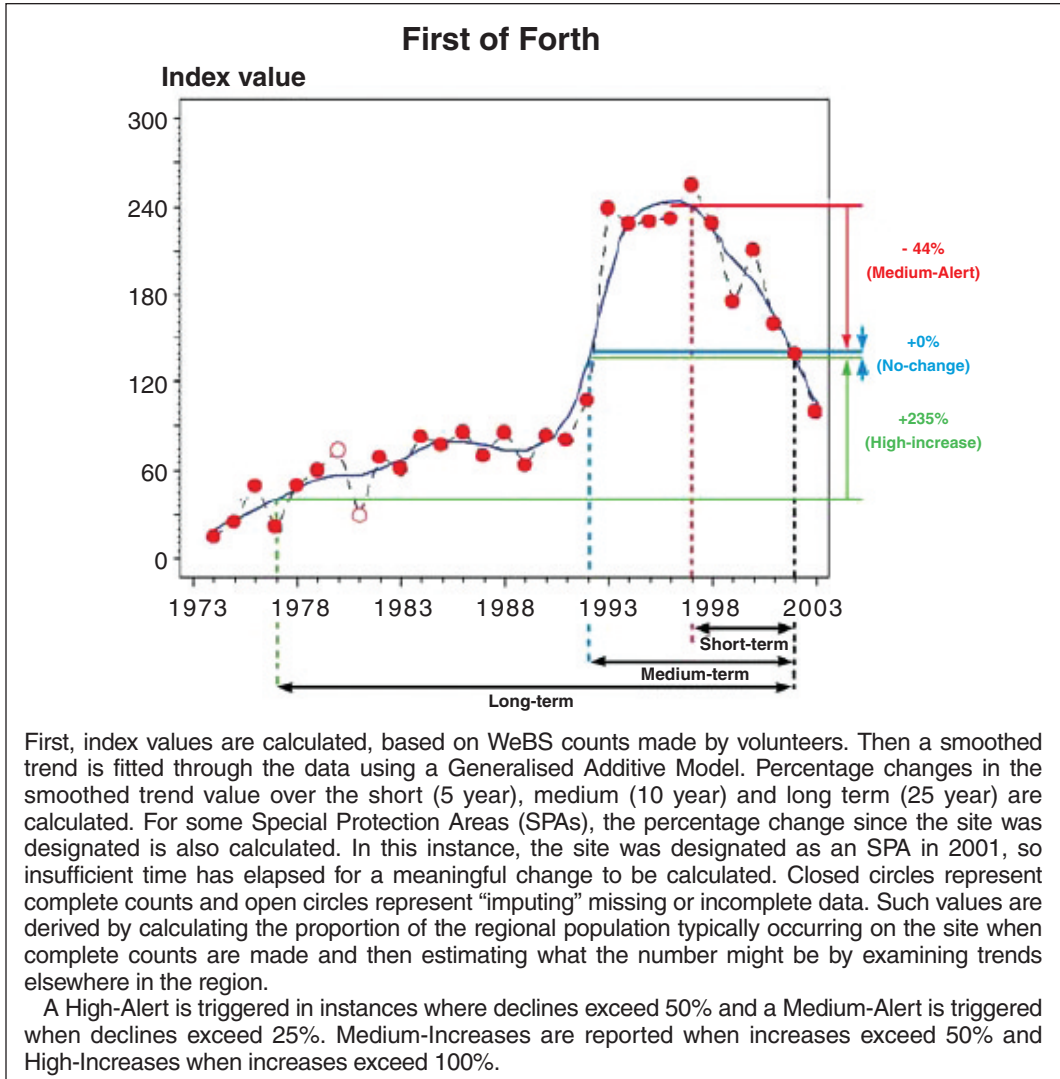 First of Forth
Index value
300
240
180
120
60
0
- 44%
(Medium-Alert)
+0%
(No-change)
+235%
(High-increase)
1973 1978 1983 1988 1993 1998 2003
Short-term
Medium-term
Long-term
First, index values are calculated, based on WeBS counts made by volunteers. Then a smoothed
trend is fitted through the data using a Generalised Additive Model. Percentage changes in the
smoothed trend value over the short (5 year), medium (10 year) and long term (25 year) are
calculated. For some Special Protection Areas (SPAs), the percentage change since the site was
designated is also calculated. In this instance, the site was designated as an SPA in 2001, so
insufficient time has elapsed for a meaningful change to be calculated. Closed circles represent
complete counts and open circles represent “imputing” missing or incomplete data. Such values are
derived by calculating the proportion of the regional population typically occurring on the site when
complete counts are made and then estimating what the number might be by examining trends
elsewhere in the region.
A High-Alert is triggered in instances where declines exceed 50% and a Medium-Alert is triggered
when declines exceed 25%. Medium-Increases are reported when increases exceed 50% and
High-Increases when increases exceed 100%.